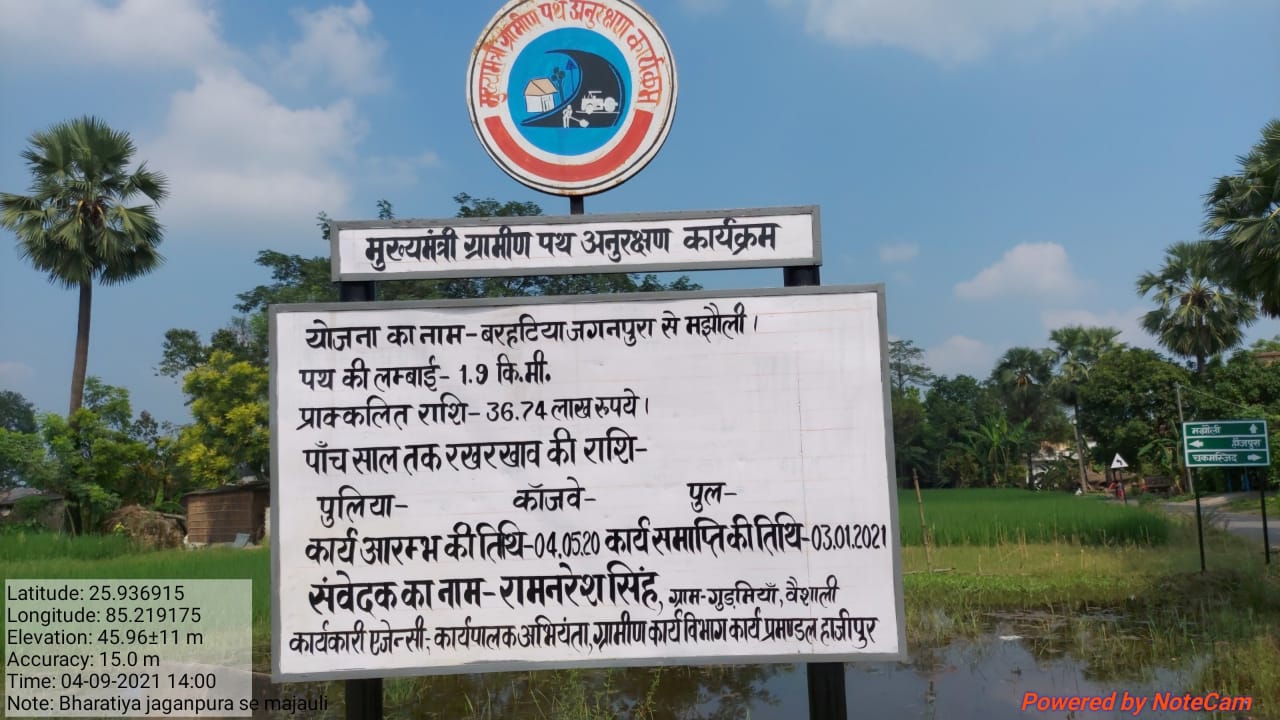 मुख्यमंत्री ग्रामीण पथ अनुरक्षण कार्यक्रम
मुख्यमंत्री ग्रामीण पथ अनुरक्षण कार्यक्रम
योजना का नाम-बरहटिया जगनपुरा से मझौली।
पथ की लम्बाई- 1.9 कि.मी.
प्राक्कलित राशि- 36.74 लाख रुपये।
पाँच साल तक रखरखाव की राशि-
पुलिया- कॉजवे- पुल-
कार्य आरम्भ की तिथि-04.05.20 कार्य समाप्ति की तिथि-03.01.2021
संवेदक का नाम- रामनरेश सिंह, ग्राम-गुड़मियाँ, वैशाली
कार्यकारी एजेन्सी:- कार्यपालक अभियंता, ग्रामीण कार्य विभाग कार्य प्रमण्डल हाजीपुर
मझौली
चकमस्जिद
Latitude: 25.936915
Longitude: 85.219175
Elevation: 45.96±11 m
Accuracy: 15.0 m
Time: 04-09-2021 14:00
Note: Bharatiya jaganpura se majauli
Powered by NoteCam